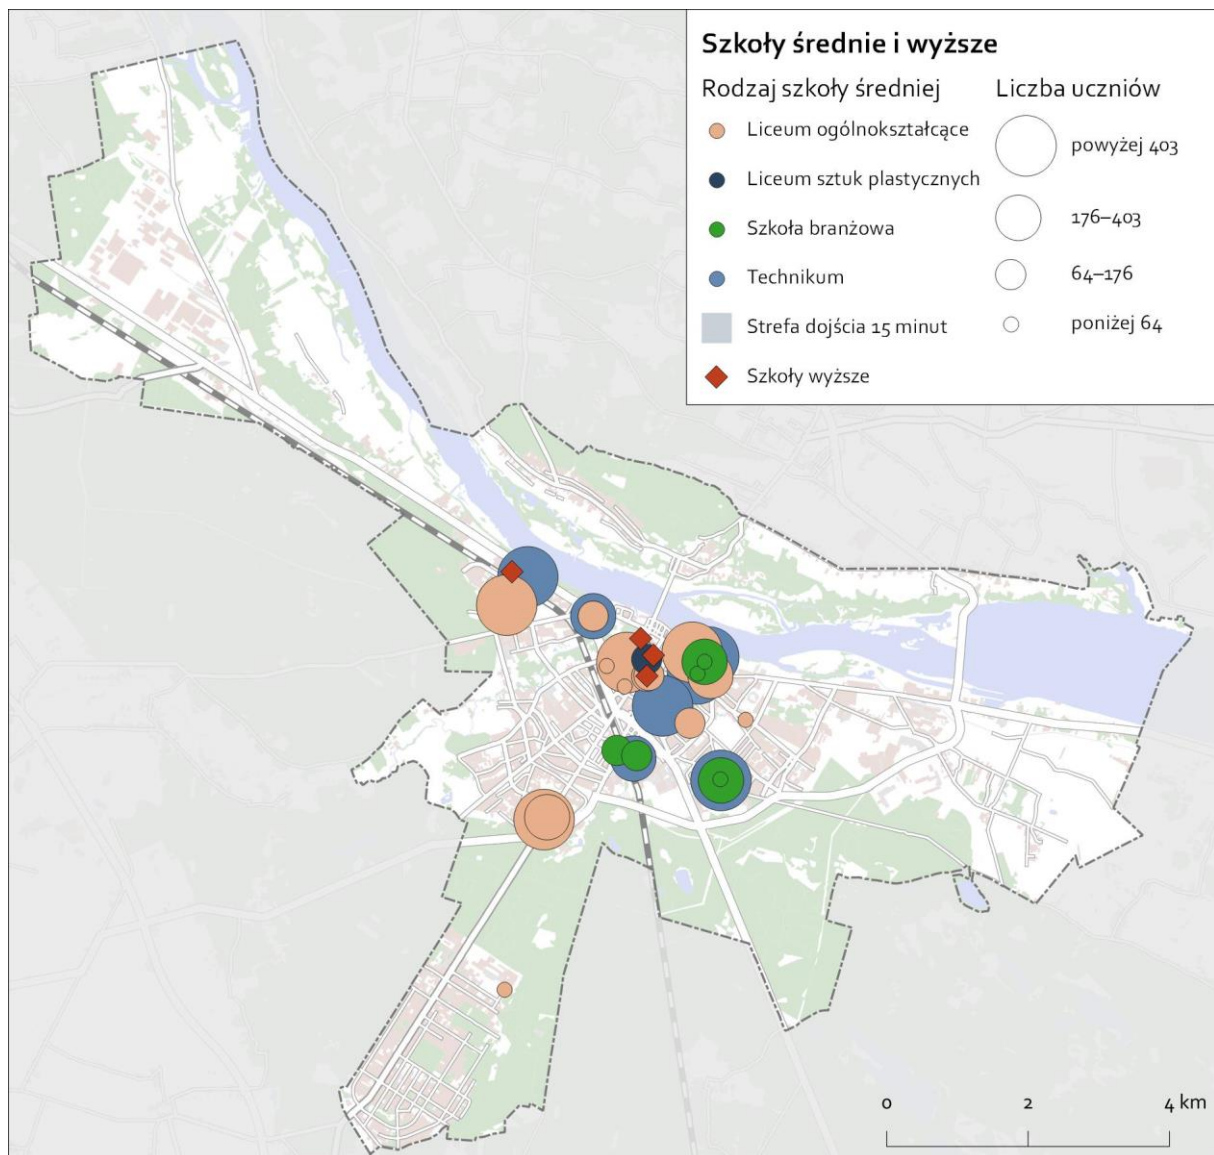 Szkoły średnie i wyższe
Rodzaj szkoły średniej
Liceum ogólnokształcące
Liceum sztuk plastycznych
Szkoła branżowa
Technikum
Strefa dojścia 15 minut
Szkoły wyższe
Liczba uczniów
powyżej 403
176–403
64–176
poniżej 64
0 2 4 km